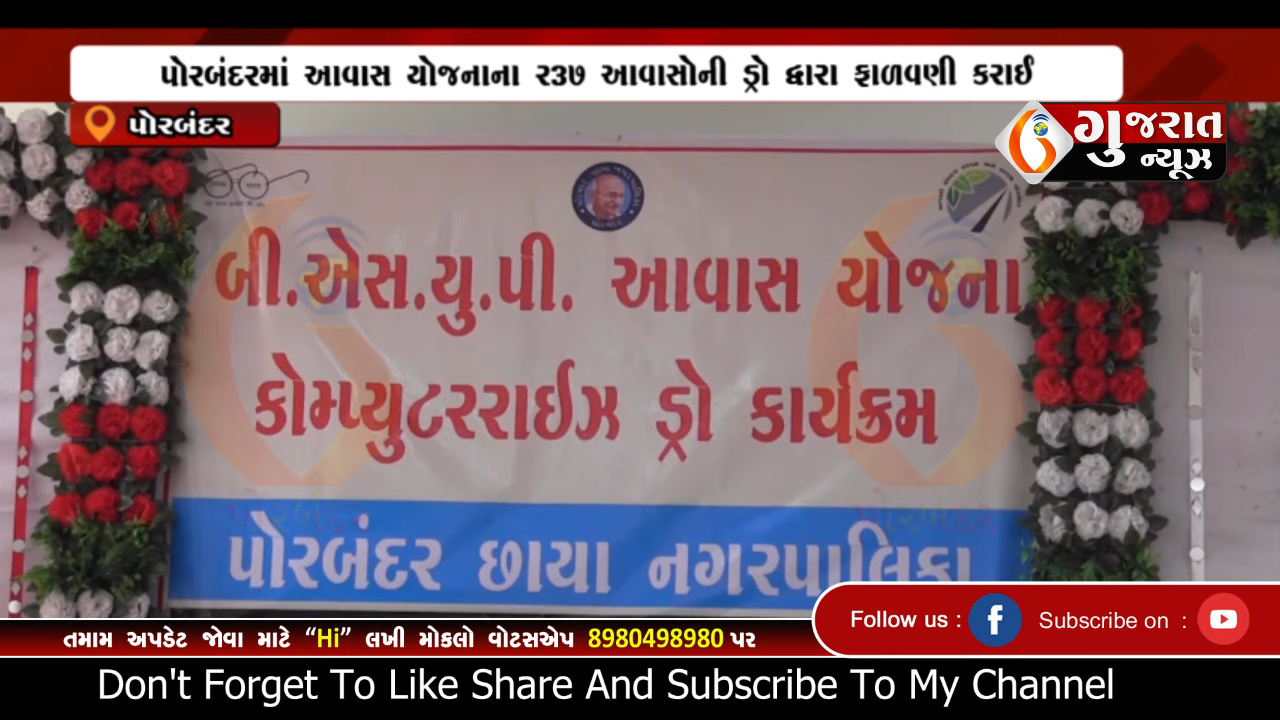 પોરબંદરમાં આવાસ યોજનાના ૨૩૭ આવાસોની ડ્રો દ્વારા ફાળવણી કરાઈ
પોરબંદર
ગુજરાત
ન્યૂઝ
બી.એસ.યુ.પી. આવાસ યોજના
કોમ્પ્યુટરરાઈઝ ડ્રો કાર્યક્રમ
પોરબંદર છાયા નગરપાલિકા
Follow us :
Subscribe on :
તમામ અપડેટ જોવા માટે “Hi” લખી મોકલો વોટસએપ 8980498980 પર
Don't Forget To Like Share And Subscribe To My Channel